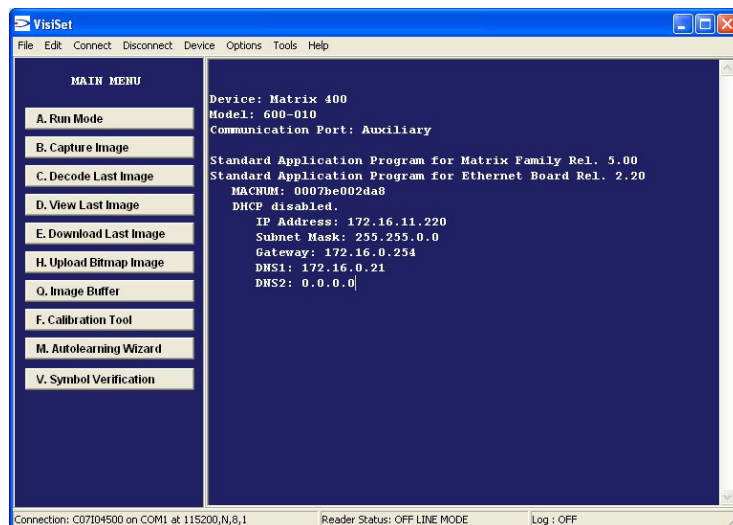 VisiSet
File Edit Connect Disconnect Device Options Tools Help
MAIN MENU
A. Run Mode
B. Capture Image
C. Decode Last Image
D. View Last Image
E. Download Last Image
H. Upload Bitmap Image
Q. Image Buffer
F. Calibration Tool
M. Autolearning Wizard
V. Symbol Verification
Device: Matrix 400
Model: 600-010
Communication Port: Auxiliary
Standard Application Program for Matrix Family Rel. 5.00
Standard Application Program for Ethernet Board Rel. 2.20
MACNUM: 0007be002da8
DHCP disabled.
IP Address: 172.16.11.220
Subnet Mask: 255.255.0.0
Gateway: 172.16.0.254
DNS1: 172.16.0.21
DNS2: 0.0.0.0
Connection: C07I04500 on COM1 at 115200,N,8,1
Reader Status: OFF LINE MODE
Log : OFF